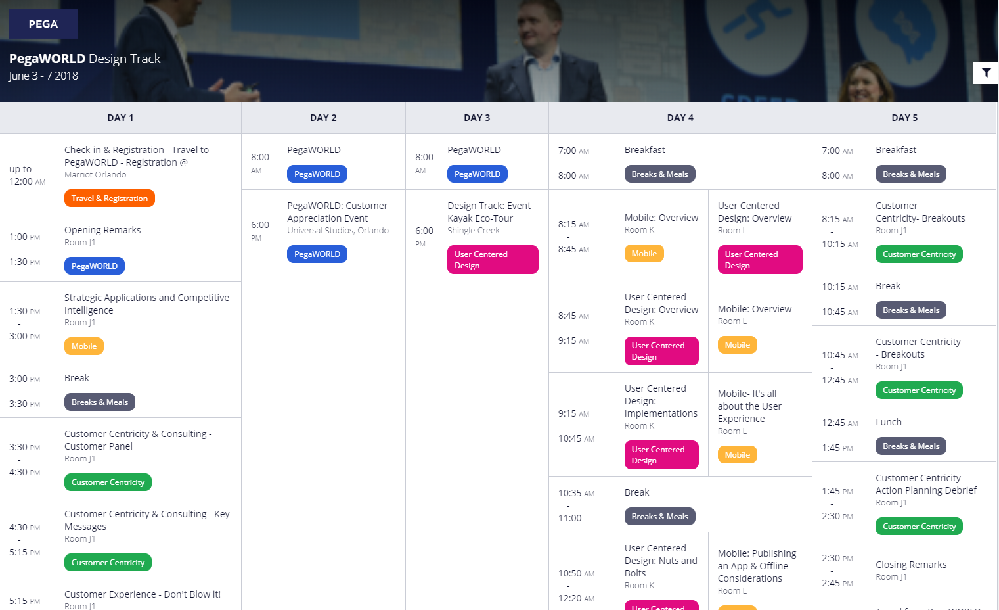 PEGA
PegaWORLD Design Track
June 3 - 7 2018
SPEED
DAY 1
DAY 2
DAY 3
DAY 4
DAY 5
up to
12:00 AM
Check-in & Registration - Travel to
PegaWORLD - Registration @
Marriot Orlando
Travel & Registration
1:00 PM
-
1:30 PM
Opening Remarks
Room J1
PegaWORLD
1:30 PM
-
3:00 PM
Strategic Applications and Competitive
Intelligence
Room J1
Mobile
3:00 PM
-
3:30 PM
Break
Breaks & Meals
3:30 PM
-
4:30 PM
Customer Centricity & Consulting -
Customer Panel
Room J1
Customer Centricity
4:30 PM
-
5:15 PM
Customer Centricity & Consulting - Key
Messages
Room J1
Customer Centricity
5:15 PM
Customer Experience - Don't Blow it!
Room J1
8:00
AM
PegaWORLD
PegaWORLD
6:00
PM
PegaWORLD: Customer
Appreciation Event
Universal Studios, Orlando
PegaWORLD
8:00
AM
PegaWORLD
PegaWORLD
6:00
PM
Design Track: Event
Kayak Eco-Tour
Shingle Creek
User Centered
Design
7:00 AM
-
8:00 AM
Breakfast
Breaks & Meals
8:15 AM
-
8:45 AM
Mobile: Overview
Room K
Mobile
User Centered
Design: Overview
Room L
User Centered
Design
8:45 AM
-
9:15 AM
User Centered
Design: Overview
Room K
User Centered
Design
Mobile: Overview
Room L
Mobile
9:15 AM
-
10:45 AM
User Centered
Design:
Implementations
Room K
User Centered
Design
Mobile- It's all
about the User
Experience
Room L
Mobile
10:35 AM
-
11:00
Break
Breaks & Meals
10:50 AM
-
12:20 AM
User Centered
Design: Nuts and
Bolts
Room K
User Centered
Mobile: Publishing
an App & Offline
Considerations
Room L
7:00 AM
-
8:00 AM
Breakfast
Breaks & Meals
8:15 AM
-
10:15 AM
Customer
Centricity- Breakouts
Room J1
Customer Centricity
10:15 AM
-
10:45 AM
Break
Breaks & Meals
10:45 AM
-
12:45 AM
Customer Centricity
- Breakouts
Room J1
Customer Centricity
12:45 AM
-
1:45 PM
Lunch
Breaks & Meals
1:45 PM
-
2:30 PM
Customer Centricity -
Action Planning Debrief
Room J1
Customer Centricity
2:30 PM
-
2:45 PM
Closing Remarks
Room J1